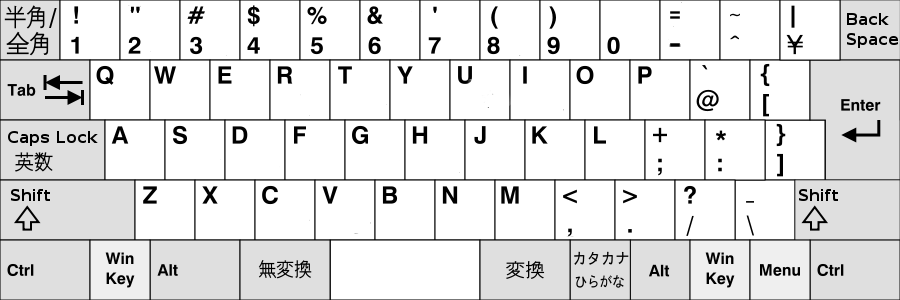 半角/ ! " # $ % & ' ( ) = ~ | Back
全角 1 2 3 4 5 6 7 8 9 0 - ^ ¥ Space
Tab Q W E R T Y U I O P ` {
@ [ Enter
Caps Lock A S D F G H J K L + * }
英数 ; : ]
Shift Z X C V B N M < > ? _ Shift
, . / \
Ctrl Win Alt 無変換 変換 カタカナ Alt Win Menu Ctrl
Key ひらがな Key